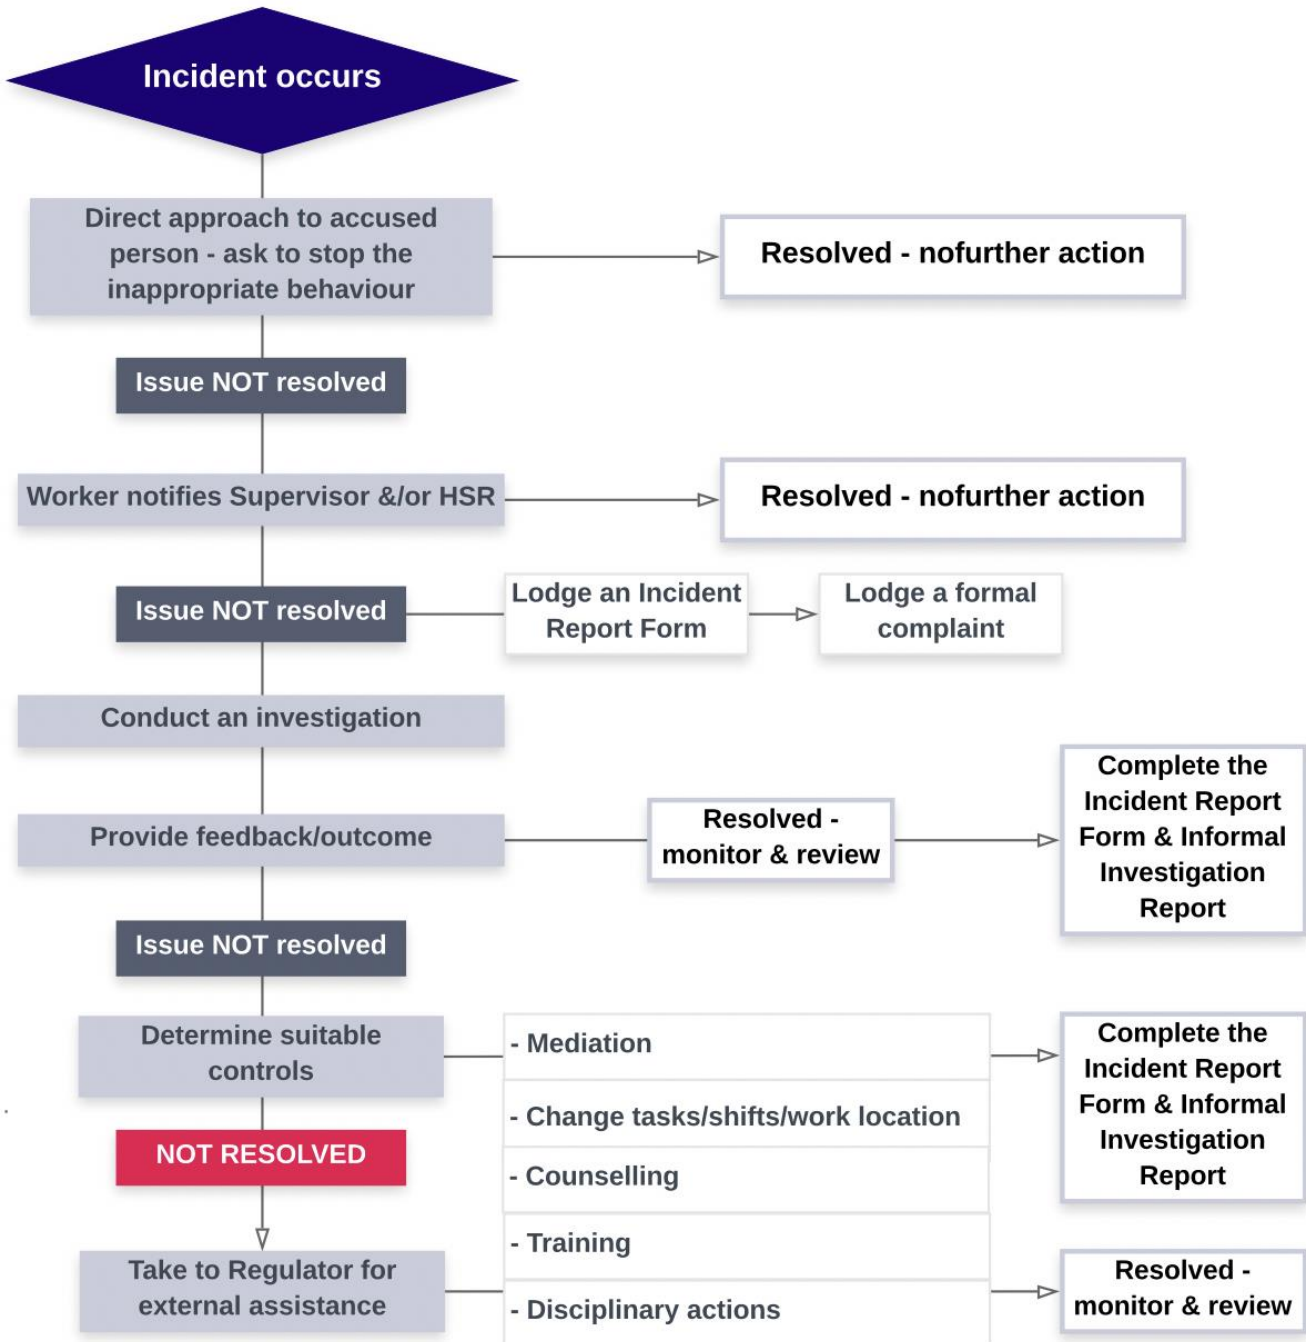 Incident occurs
Direct approach to accused
person - ask to stop the
inappropriate behaviour
Resolved - nofurther action
Issue NOT resolved
Worker notifies Supervisor &/or HSR
Resolved - nofurther action
Issue NOT resolved
Lodge an Incident
Report Form
Lodge a formal
complaint
Conduct an investigation
Provide feedback/outcome
Resolved -
monitor & review
Complete the
Incident Report
Form & Informal
Investigation
Report
Issue NOT resolved
Determine suitable
controls
- Mediation
- Change tasks/shifts/work location
- Counselling
- Training
- Disciplinary actions
Complete the
Incident Report
Form & Informal
Investigation
Report
NOT RESOLVED
Take to Regulator for
external assistance
Resolved -
monitor & review